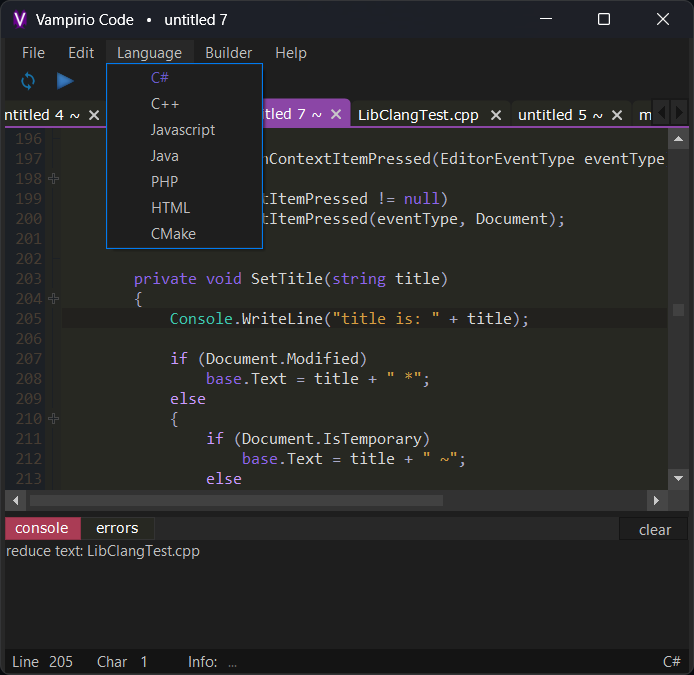 V Vampirio Code • untitled 7
File Edit Language Builder Help
ntitled 4 ~ × tled 7 ~ × LibClangTest.cpp × untitled 5 ~ × m
C#
C++
Javascript
Java
PHP
HTML
CMake
196
197 nContextItemPressed(EditorEventType eventType
198
199 tItemPressed != null)
200 tItemPressed(eventType, Document);
201
202
203 private void SetTitle(string title)
204 {
205 Console.WriteLine("title is: " + title);
206
207 if (Document.Modified)
208 base.Text = title + " *";
209 else
210 {
211 if (Document.IsTemporary)
212 base.Text = title + " ~";
213 else
console errors clear
reduce text: LibClangTest.cpp
Line 205 Char 1 Info: ... C#